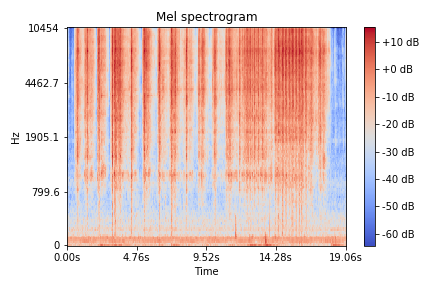 Mel spectrogram
10454
4462.7
1905.1
799.6
0
Hz
0.00s
4.76s
9.52s
14.28s
19.06s
Time
+10 dB
+0 dB
-10 dB
-20 dB
-30 dB
-40 dB
-50 dB
-60 dB